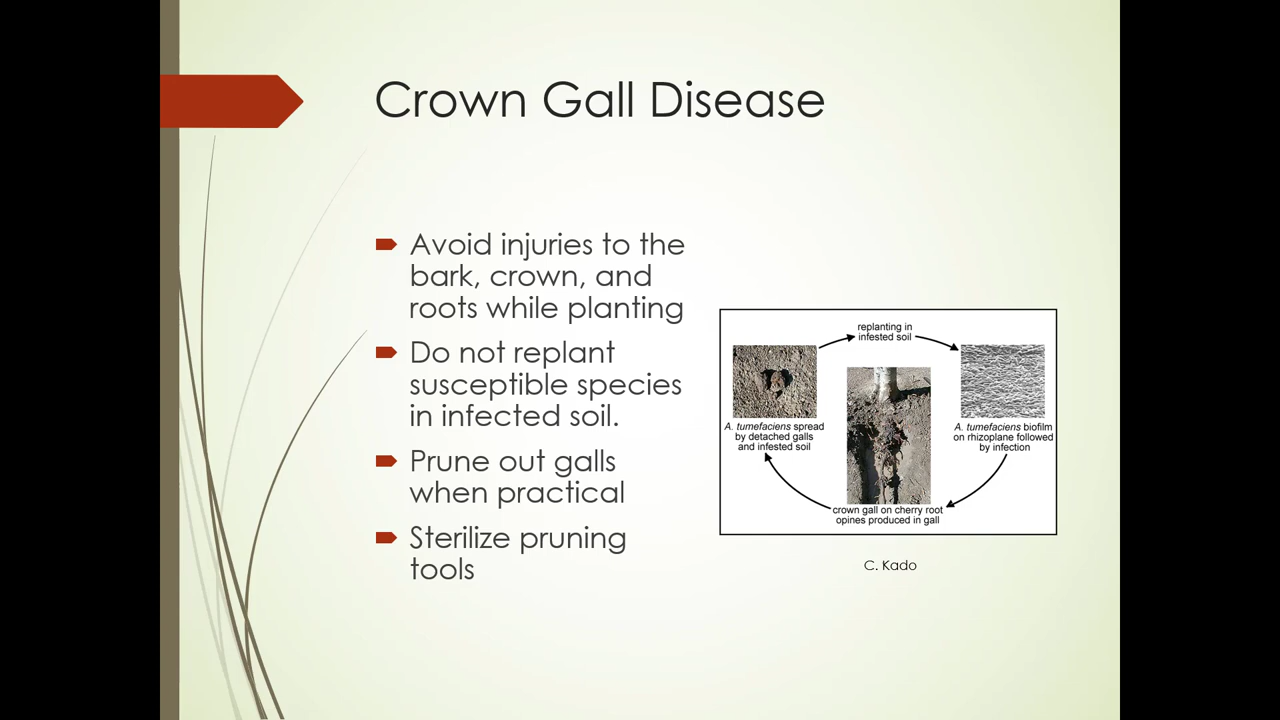 Crown Gall Disease
Avoid injuries to the
bark, crown, and
roots while planting
Do not replant
susceptible species
in infected soil.
Prune out galls
when practical
Sterilize pruning
tools
replanting in
infested soil
A. tumefaciens spread
by detached galls
and infested soil
A. tumefaciens biofilm
on rhizoplane followed
by infection
crown gall on cherry root
opines produced in gall
C. Kado